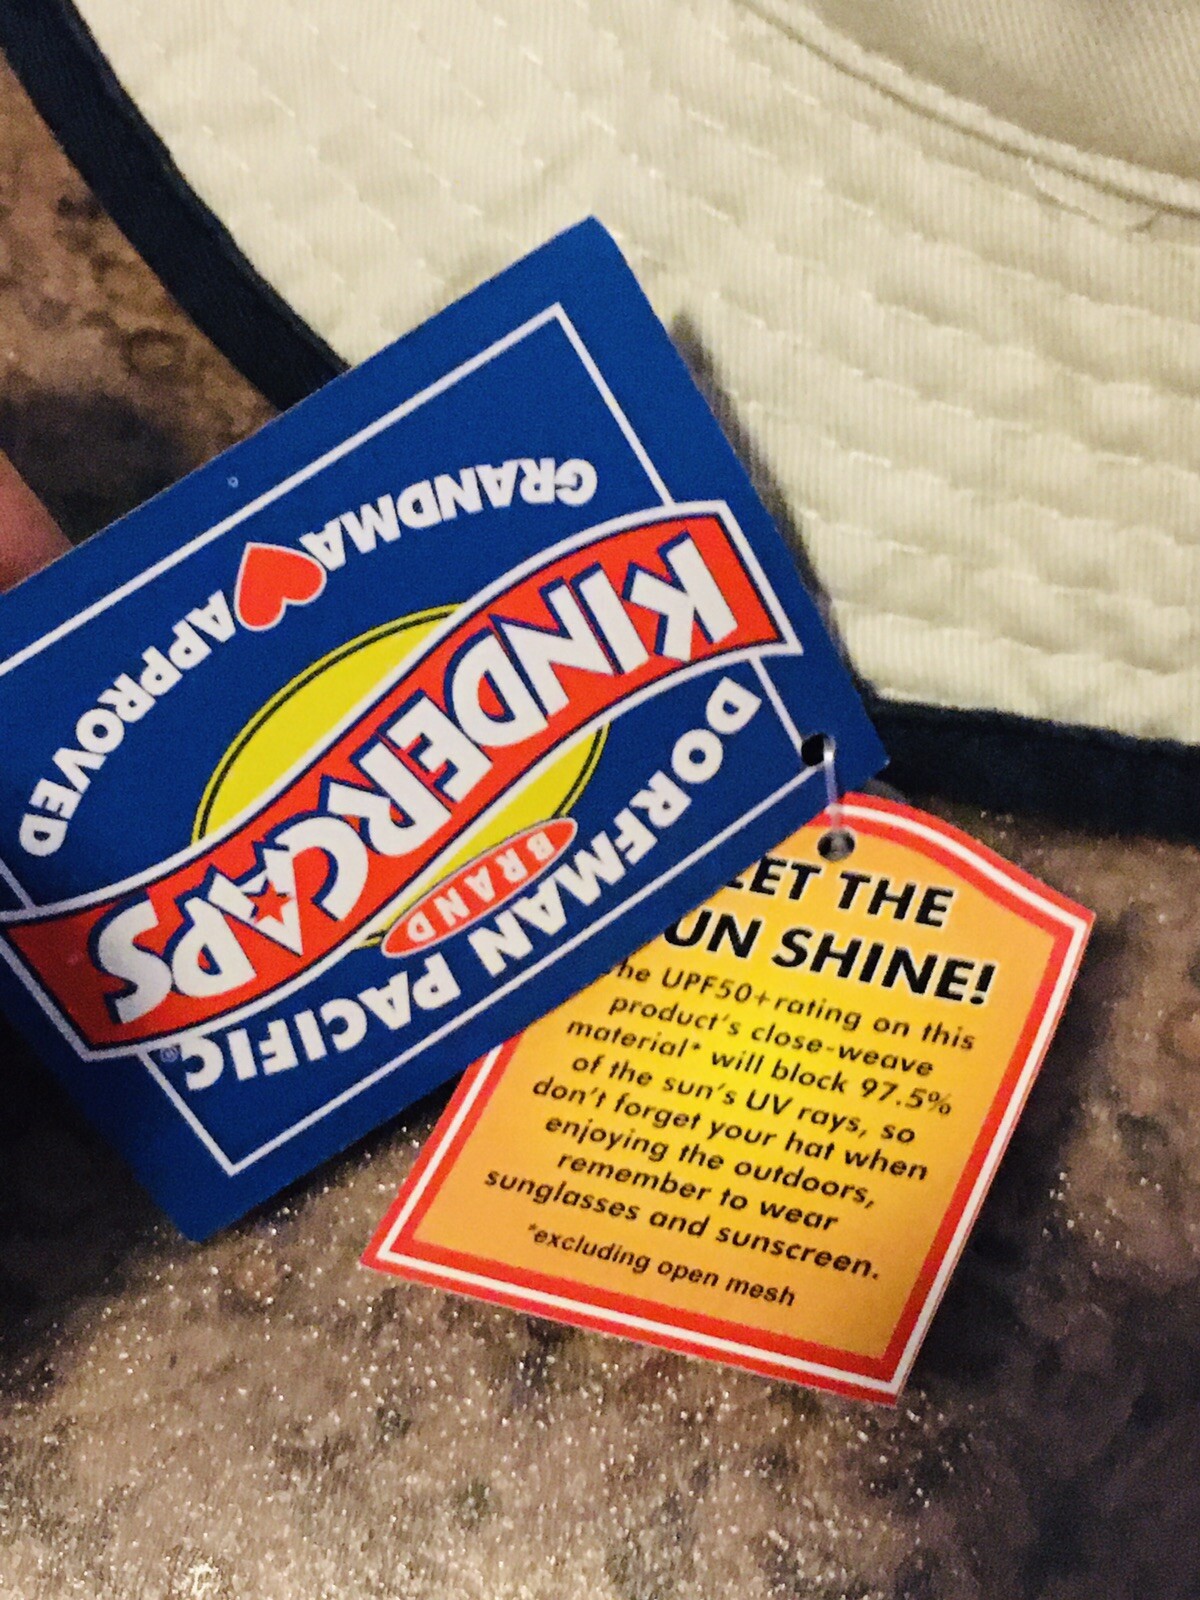 DORFMAN PACIFIC®
BRAND
KINDERCAPS
GRANDMA APPROVED
LET THE
UN SHINE!
he UPF50+rating on this
product's close-weave
material* will block 97.5%
of the sun's UV rays, so
don't forget your hat when
enjoying the outdoors,
remember to wear
sunglasses and sunscreen.
*excluding open mesh